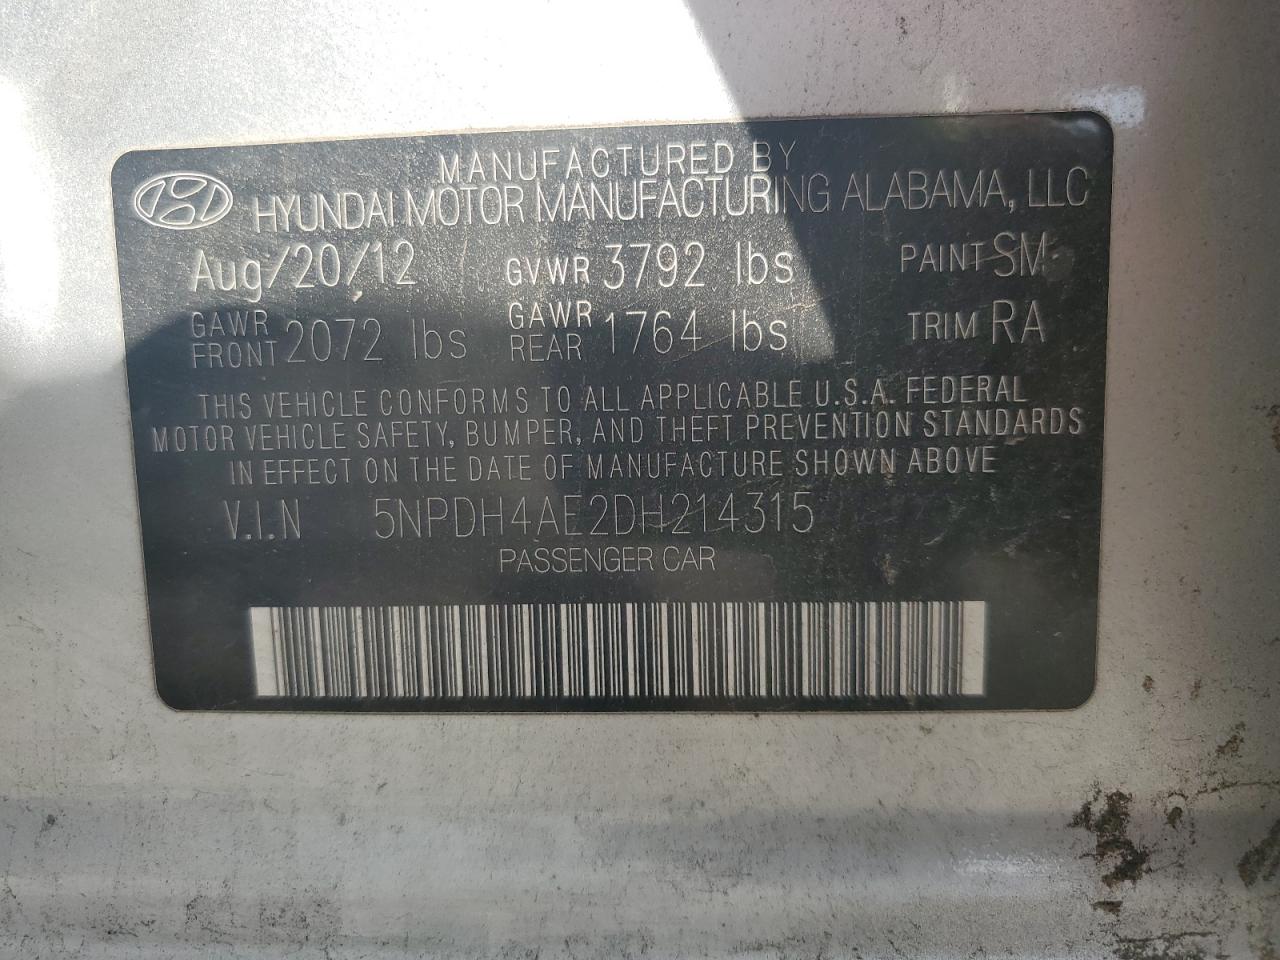 MANUFACTURED BY
HYUNDAI MOTOR MANUFACTURING ALABAMA, LLC
Aug/20/12 GVWR 3792 lbs PAINT SM
GAWR FRONT 2072 lbs GAWR REAR 1764 lbs TRIM RA
THIS VEHICLE CONFORMS TO ALL APPLICABLE U.S.A. FEDERAL
MOTOR VEHICLE SAFETY, BUMPER, AND THEFT PREVENTION STANDARDS
IN EFFECT ON THE DATE OF MANUFACTURE SHOWN ABOVE
V.I.N 5NPDH4AE2DH214315
PASSENGER CAR